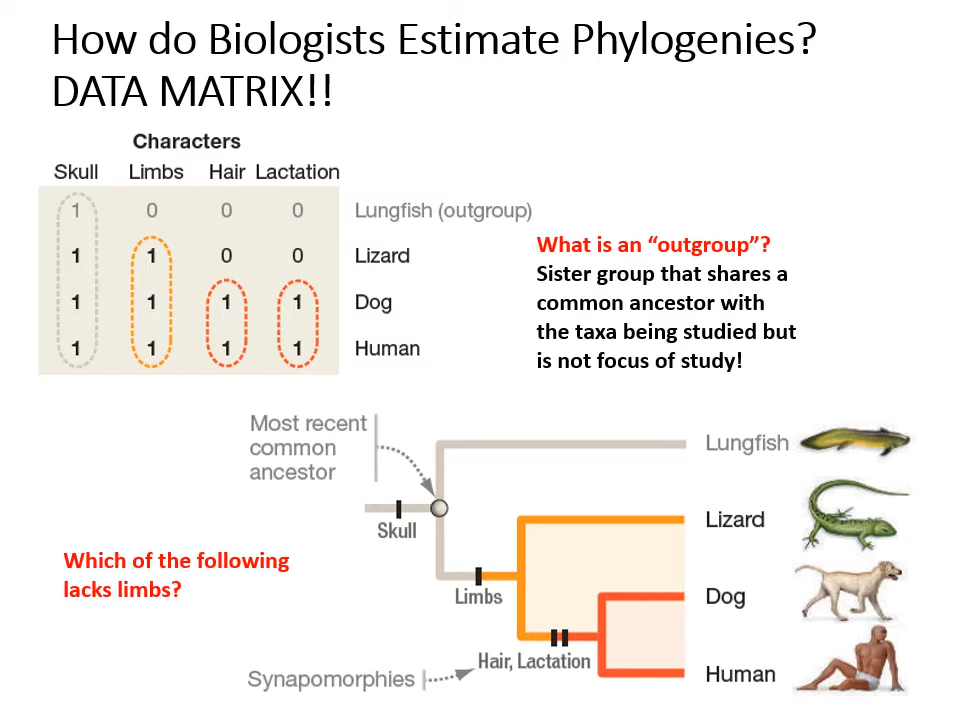 How do Biologists Estimate Phylogenies?
DATA MATRIX!!
Characters
Skull Limbs Hair Lactation
1 0 0 0 Lungfish (outgroup)
1 1 0 0 Lizard
1 1 1 1 Dog
1 1 1 1 Human
What is an “outgroup”?
Sister group that shares a
common ancestor with
the taxa being studied but
is not focus of study!
Most recent
common
ancestor
Lungfish
Skull
Lizard
Which of the following
lacks limbs?
Limbs
Dog
Hair, Lactation
Synapomorphies
Human